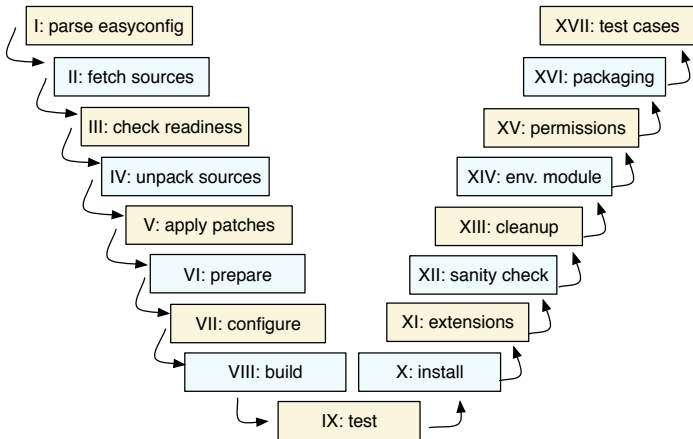 I: parse easyconfig
II: fetch sources
III: check readiness
IV: unpack sources
V: apply patches
VI: prepare
VII: configure
VIII: build
IX: test
X: install
XI: extensions
XII: sanity check
XIII: cleanup
XIV: env. module
XV: permissions
XVI: packaging
XVII: test cases